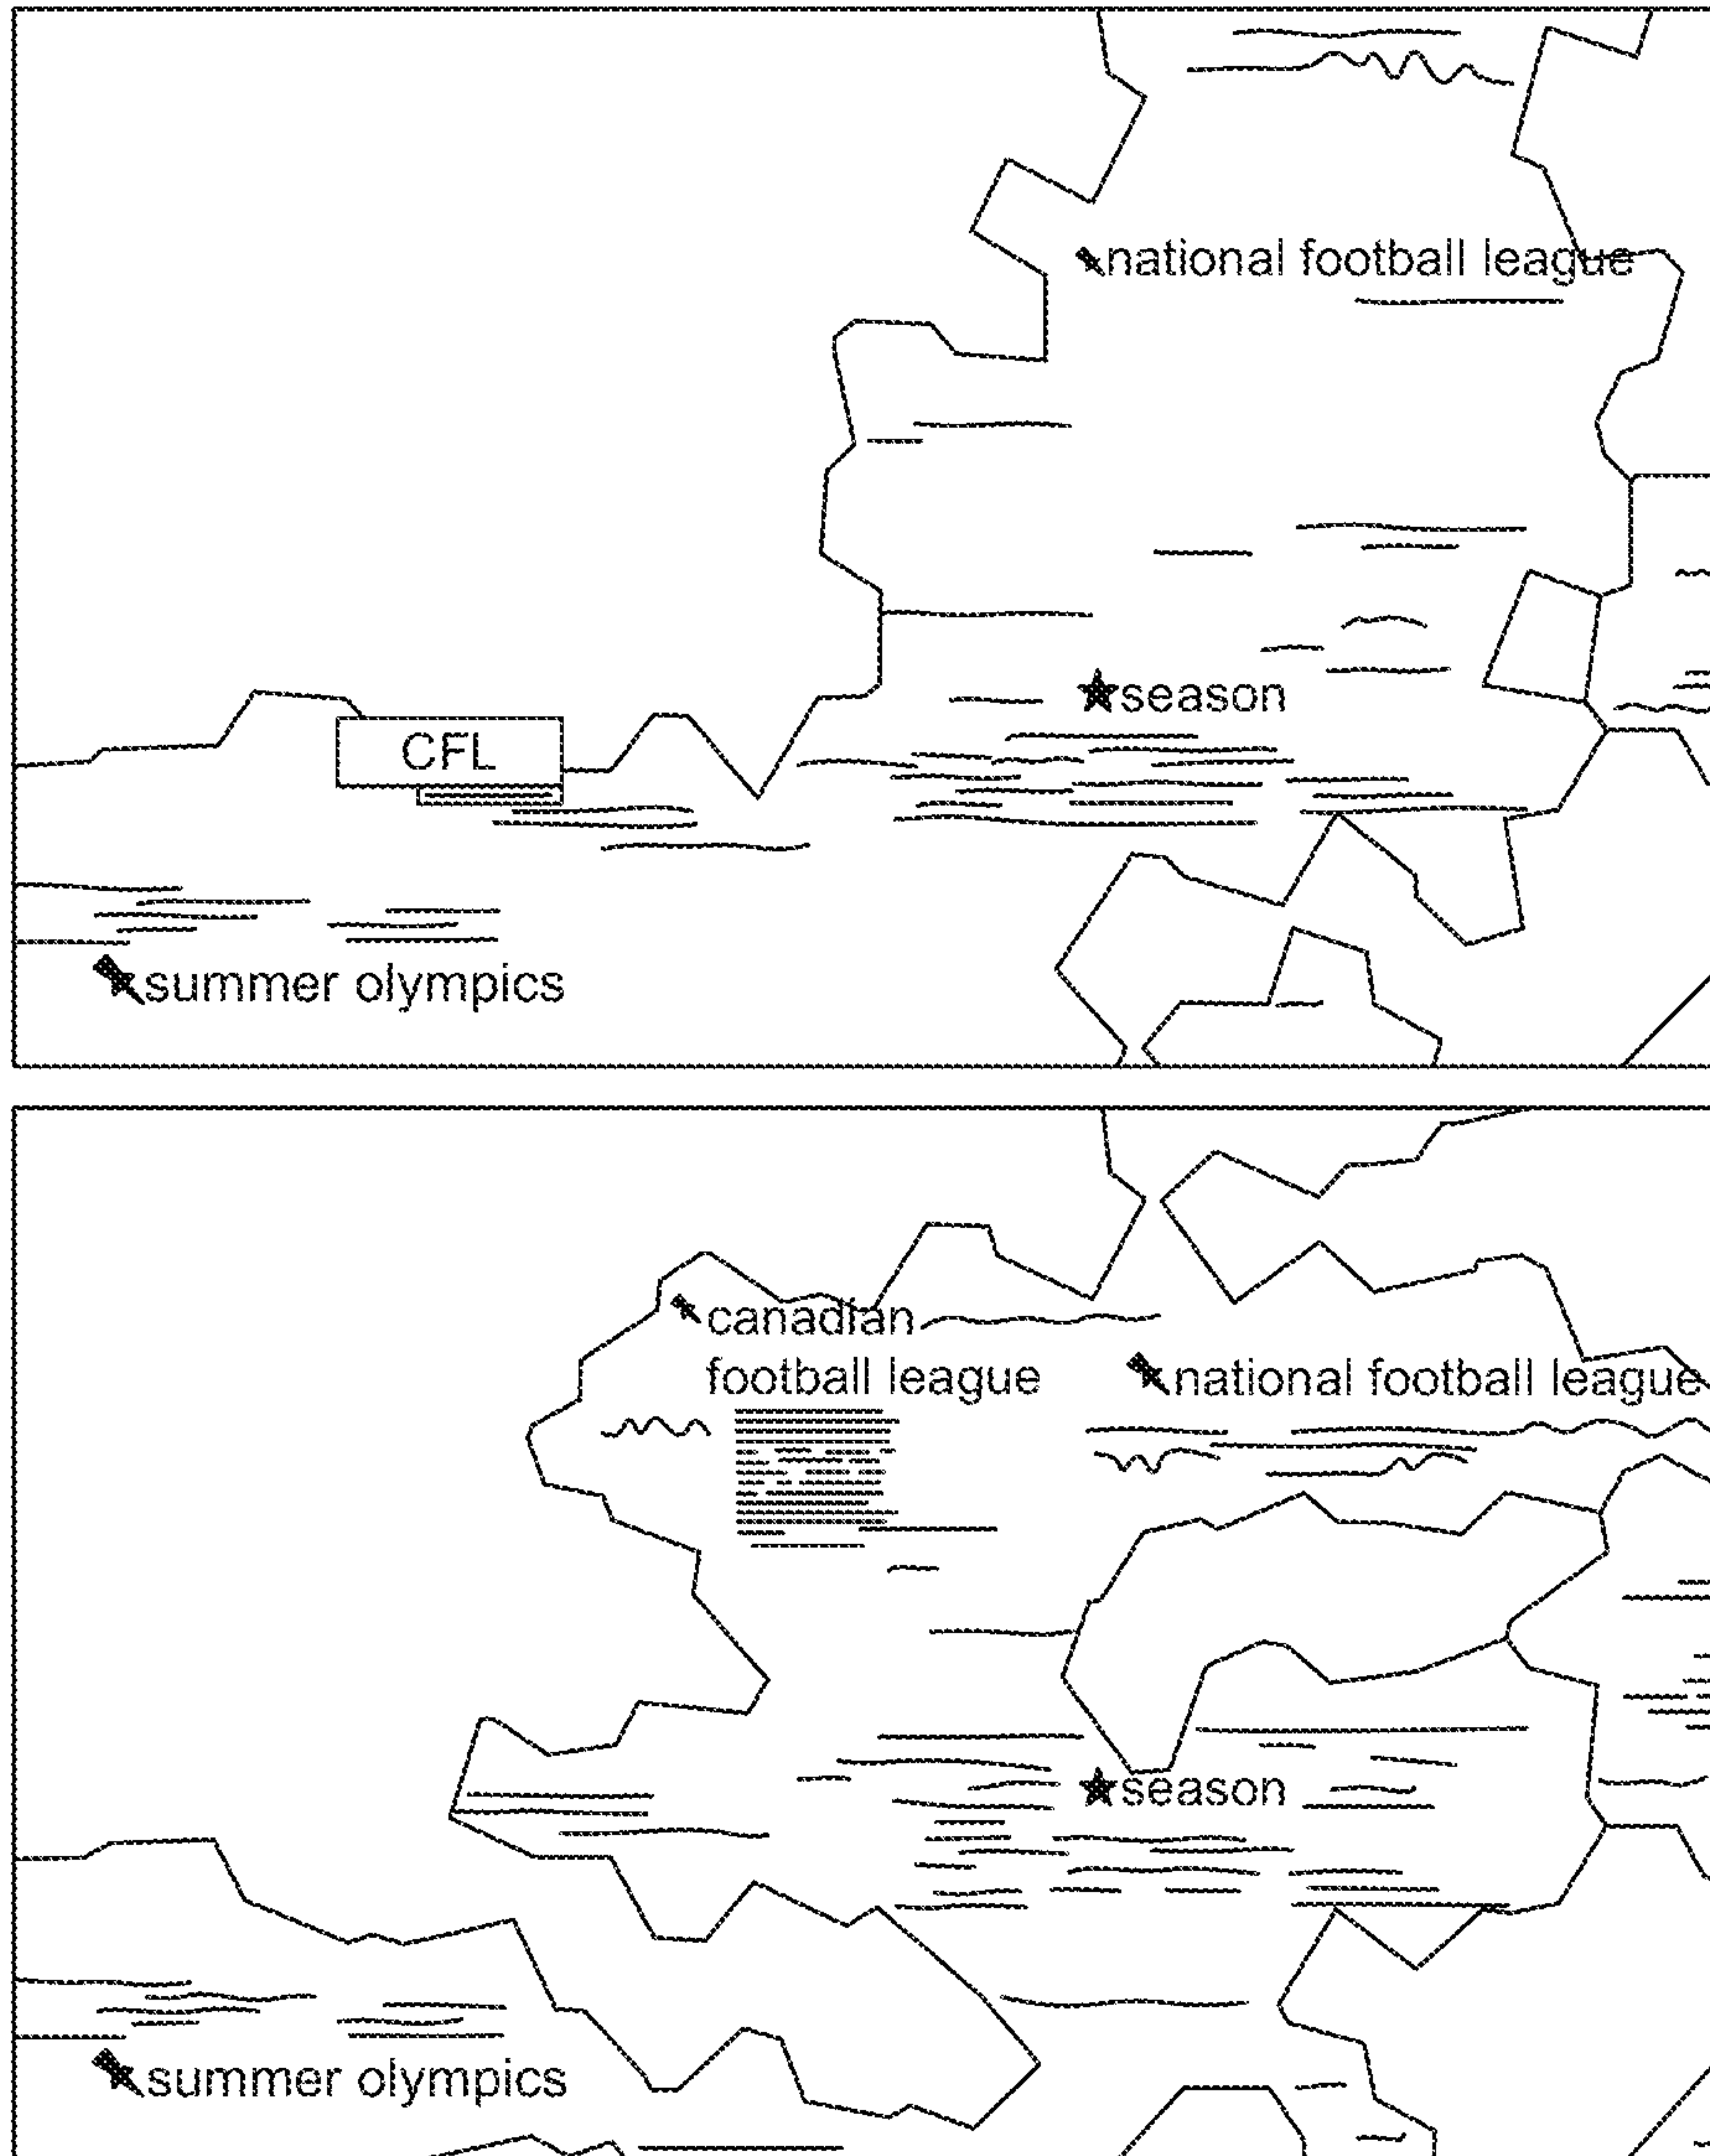 national football league
season
CFL
summer olympics
canadian
football league
national football league
season
summer olympics